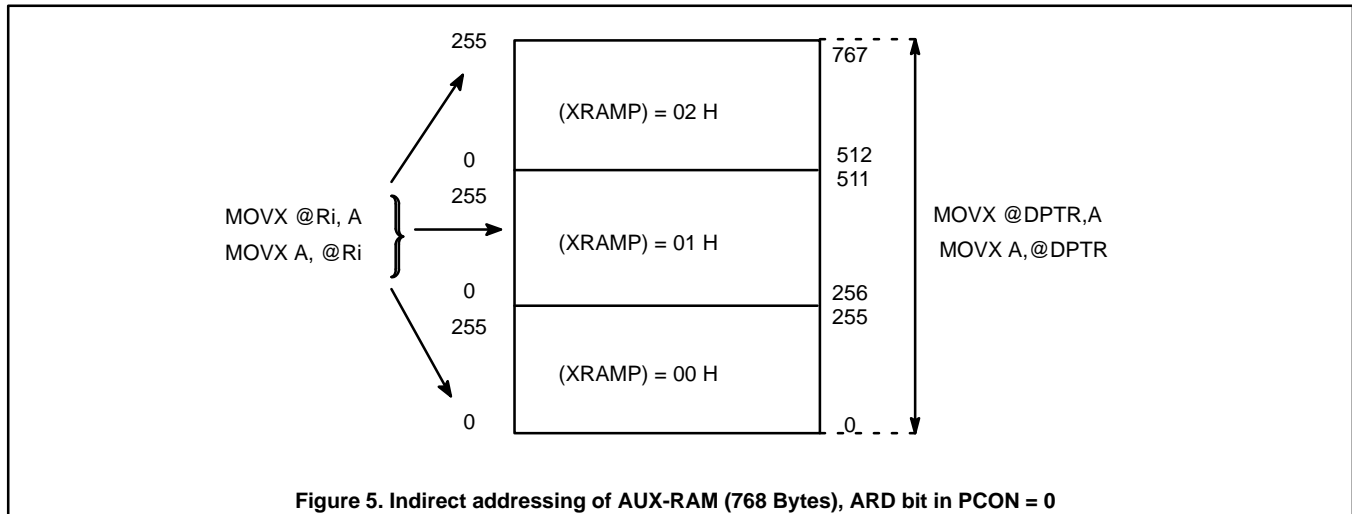 255
767
(XRAMP) = 02 H
0
512
255
511
MOVX @Ri, A
MOVX A, @Ri
(XRAMP) = 01 H
MOVX @DPTR,A
MOVX A,@DPTR
0
256
255
255
(XRAMP) = 00 H
0
0
Figure 5. Indirect addressing of AUX-RAM (768 Bytes), ARD bit in PCON = 0